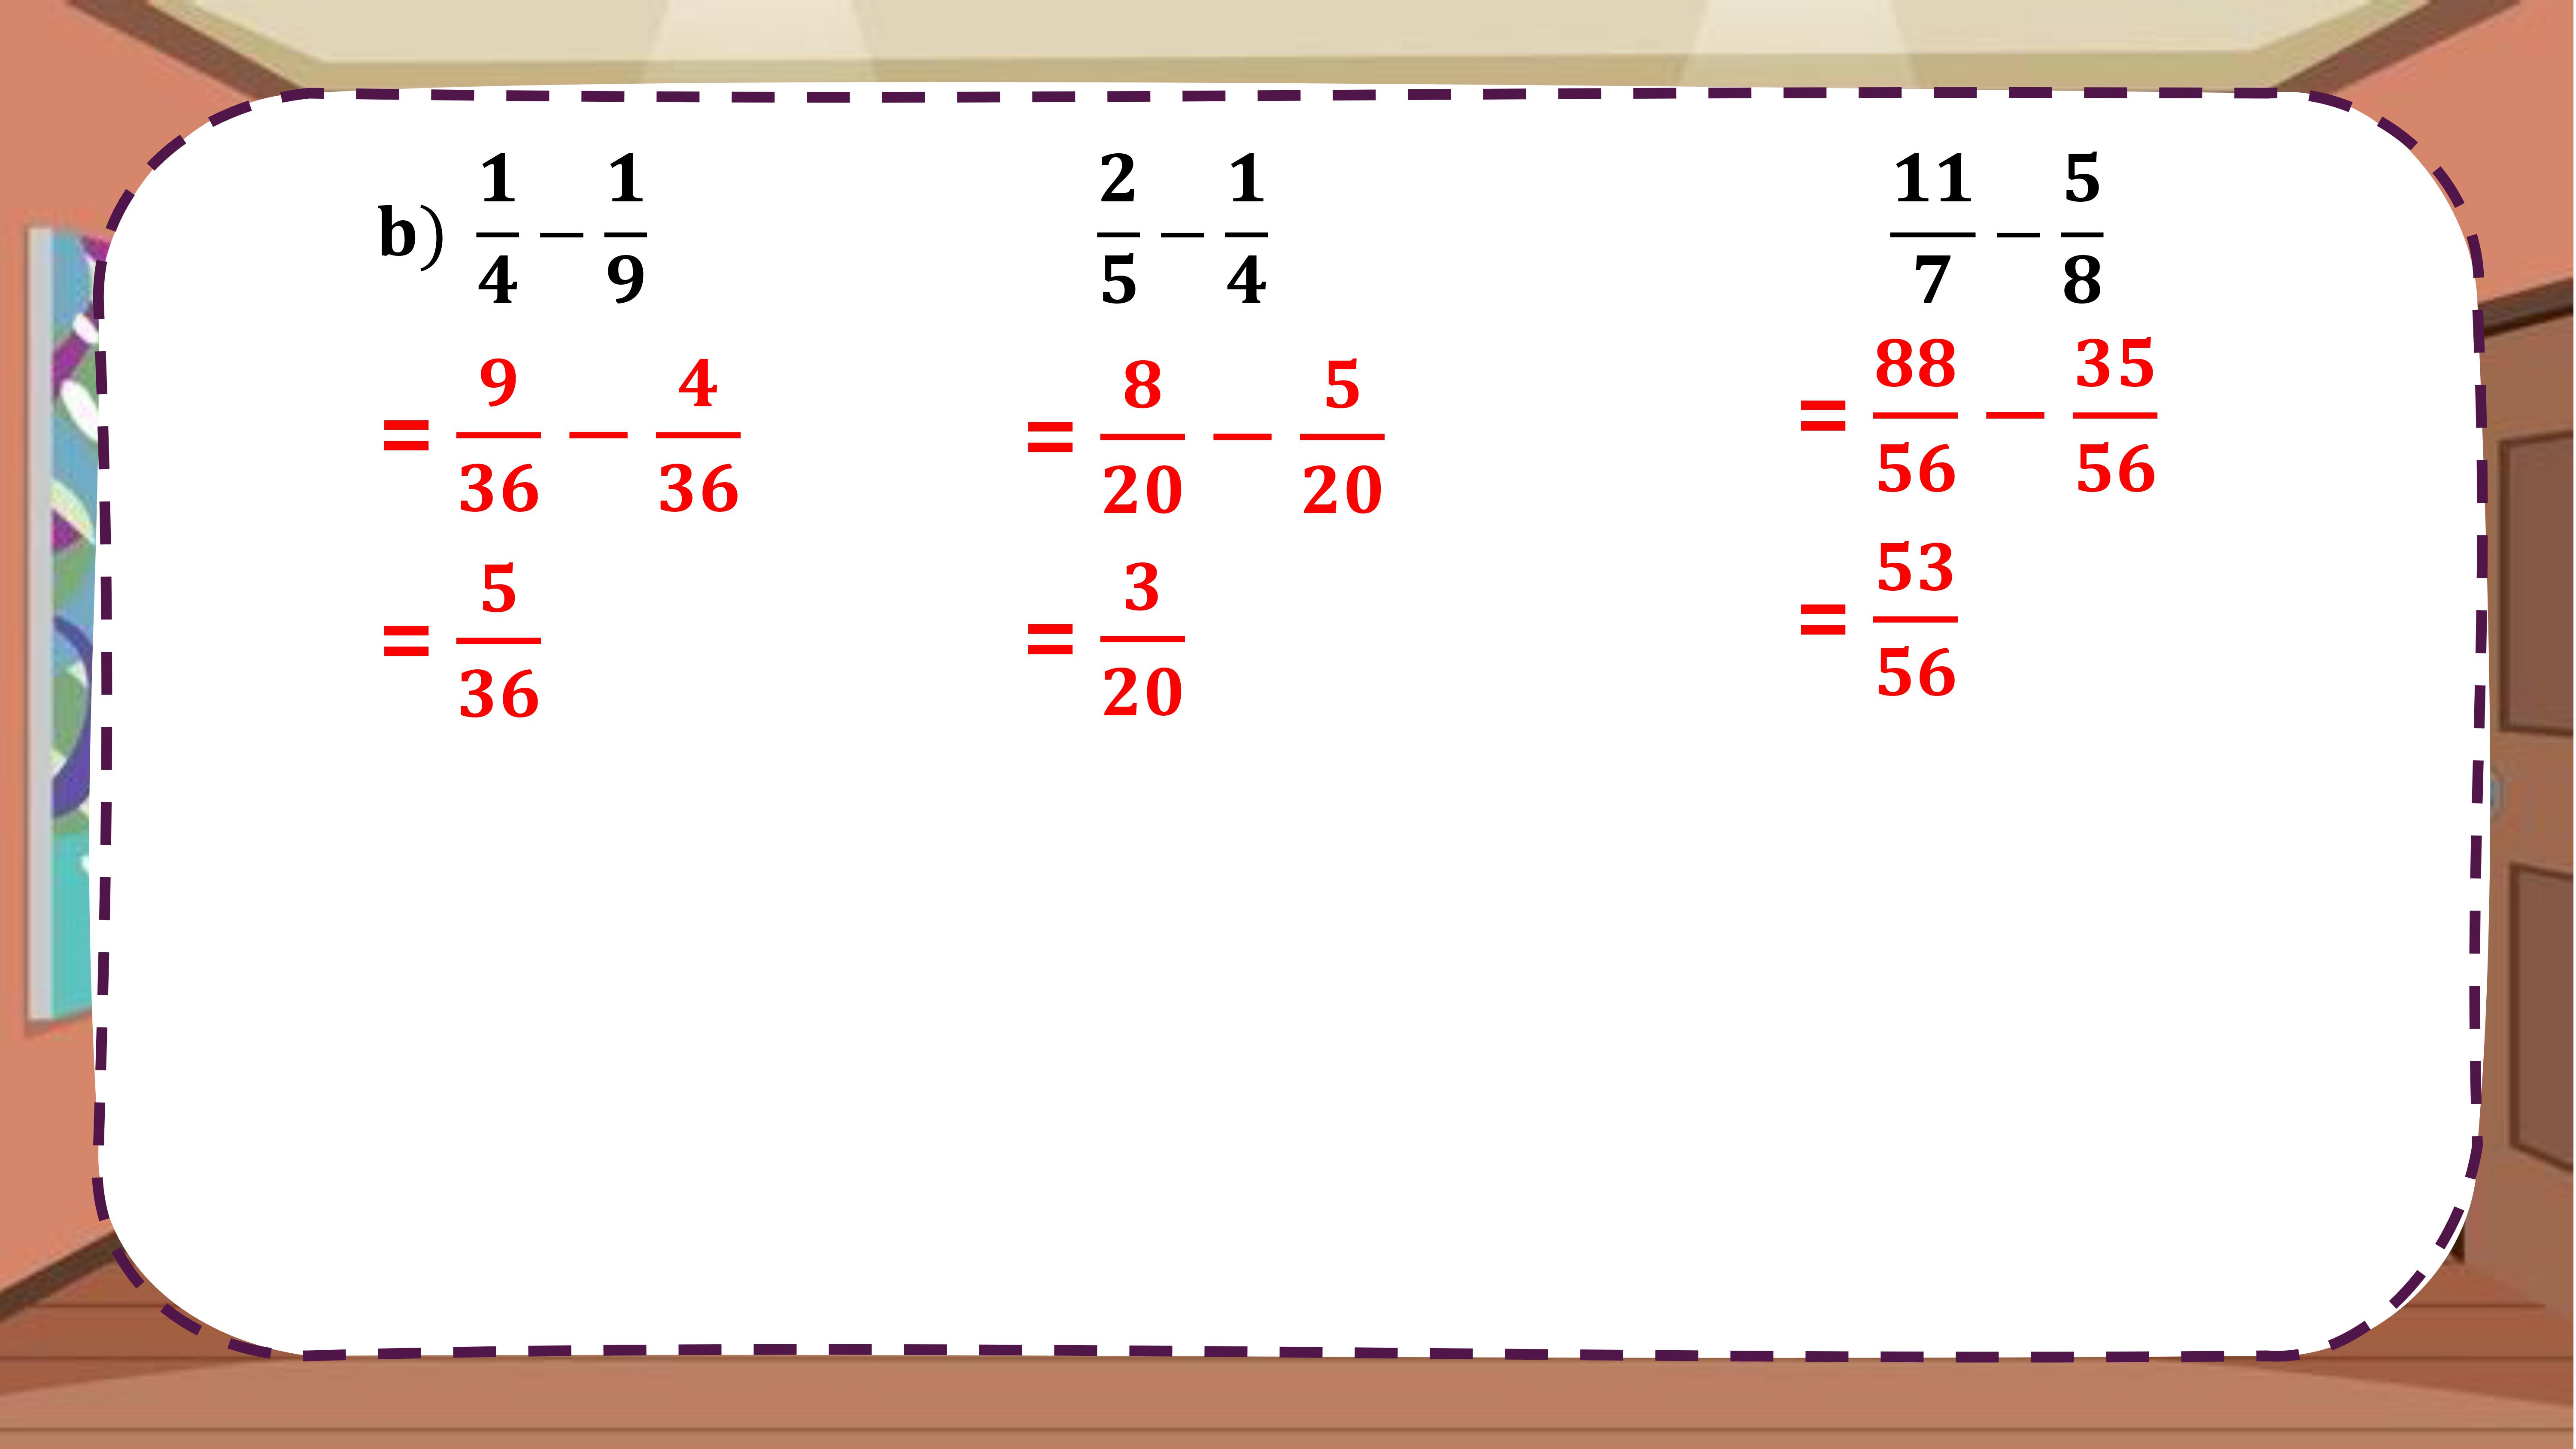 b) 1/4 − 1/9
= 9/36 − 4/36
= 5/36
2/5 − 1/4
= 8/20 − 5/20
= 3/20
11/7 − 5/8
= 88/56 − 35/56
= 53/56